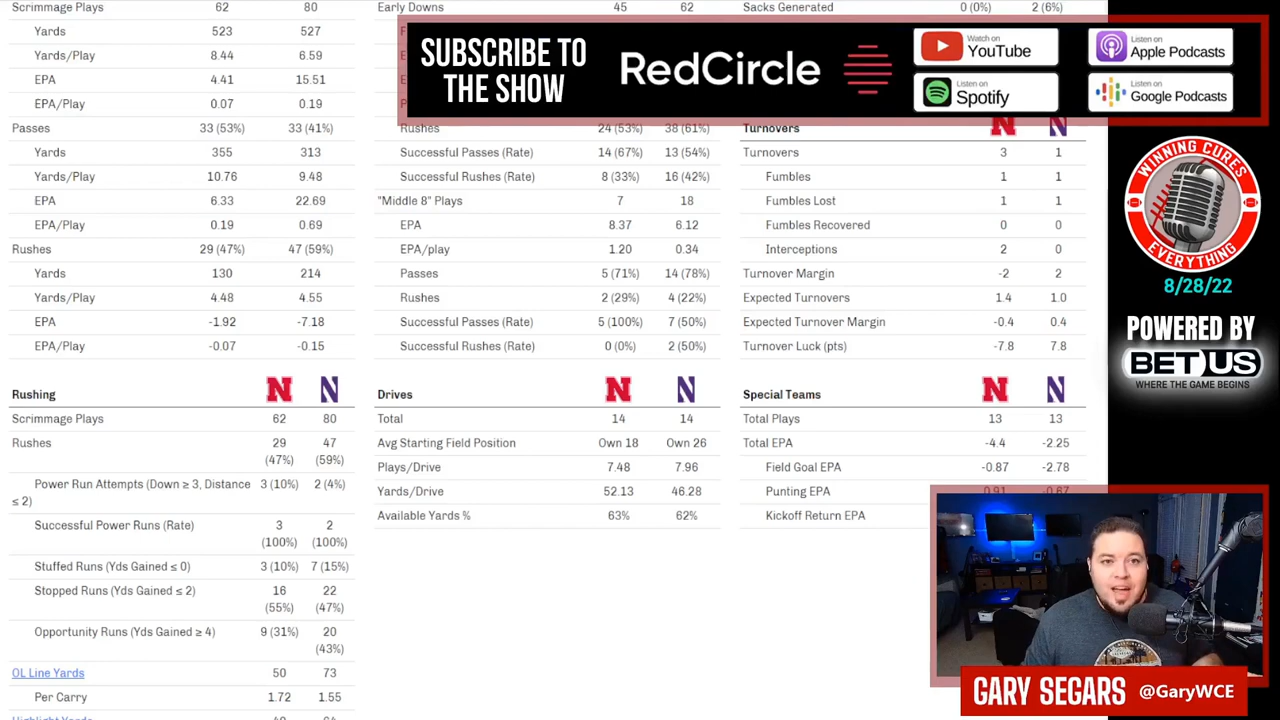 Scrimmage Plays 62 80
Yards 523 527
Yards/Play 8.44 6.59
EPA 4.41 15.51
EPA/Play 0.07 0.19
Passes 33 (53%) 33 (41%)
Yards 355 313
Yards/Play 10.76 9.48
EPA 6.33 22.69
EPA/Play 0.19 0.69
Rushes 29 (47%) 47 (59%)
Yards 130 214
Yards/Play 4.48 4.55
EPA -1.92 -7.18
EPA/Play -0.07 -0.15
Rushing N N
Scrimmage Plays 62 80
Rushes 29 47
(47%) (59%)
Power Run Attempts (Down ≥ 3, Distance 3 (10%) 2 (4%)
≤ 2)
Successful Power Runs (Rate) 3 2
(100%) (100%)
Stuffed Runs (Yds Gained ≤ 0) 3 (10%) 7 (15%)
Stopped Runs (Yds Gained ≤ 2) 16 22
(55%) (47%)
Opportunity Runs (Yds Gained ≥ 4) 9 (31%) 20
(43%)
OL Line Yards 50 73
Per Carry 1.72 1.55
Early Downs 45 62
Rushes 24 (53%) 38 (61%)
Successful Passes (Rate) 14 (67%) 13 (54%)
Successful Rushes (Rate) 8 (33%) 16 (42%)
"Middle 8" Plays 7 18
EPA 8.37 6.12
EPA/play 1.20 0.34
Passes 5 (71%) 14 (78%)
Rushes 2 (29%) 4 (22%)
Successful Passes (Rate) 5 (100%) 7 (50%)
Successful Rushes (Rate) 0 (0%) 2 (50%)
Drives N N
Total 14 14
Avg Starting Field Position Own 18 Own 26
Plays/Drive 7.48 7.96
Yards/Drive 52.13 46.28
Available Yards % 63% 62%
Sacks Generated 0 (0%) 2 (6%)
Turnovers N N
Turnovers 3 1
Fumbles 1 1
Fumbles Lost 1 1
Fumbles Recovered 0 0
Interceptions 2 0
Turnover Margin -2 2
Expected Turnovers 1.4 1.0
Expected Turnover Margin -0.4 0.4
Turnover Luck (pts) -7.8 7.8
Special Teams N N
Total Plays 13 13
Total EPA -4.4 -2.25
Field Goal EPA -0.87 -2.78
Punting EPA 0.91 -0.67
Kickoff Return EPA
SUBSCRIBE TO
THE SHOW
RedCircle
Watch on
YouTube
Listen on
Spotify
Listen on
Apple Podcasts
Listen on
Google Podcasts
WINNING CURES
EVERYTHING
8/28/22
POWERED BY
BETUS
WHERE THE GAME BEGINS
GARY SEGARS @GaryWCE